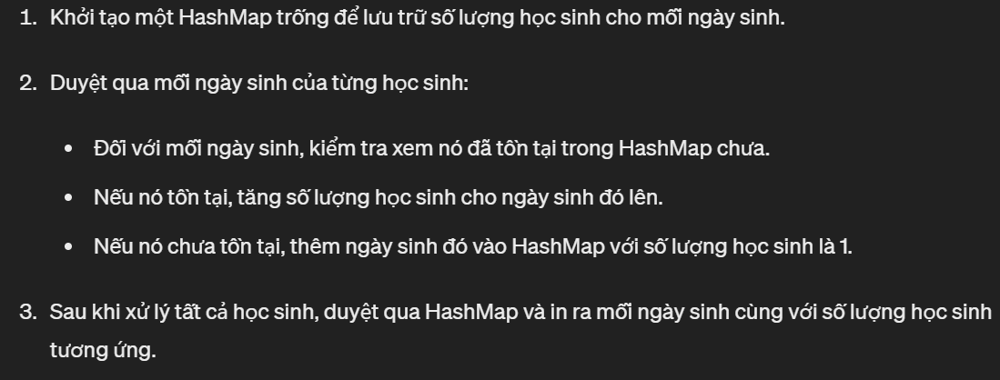 1. Khởi tạo một HashMap trống để lưu trữ số lượng học sinh cho mỗi ngày sinh.
2. Duyệt qua mỗi ngày sinh của từng học sinh:
• Đối với mỗi ngày sinh, kiểm tra xem nó đã tồn tại trong HashMap chưa.
• Nếu nó tồn tại, tăng số lượng học sinh cho ngày sinh đó lên.
• Nếu nó chưa tồn tại, thêm ngày sinh đó vào HashMap với số lượng học sinh là 1.
3. Sau khi xử lý tất cả học sinh, duyệt qua HashMap và in ra mỗi ngày sinh cùng với số lượng học sinh
tương ứng.